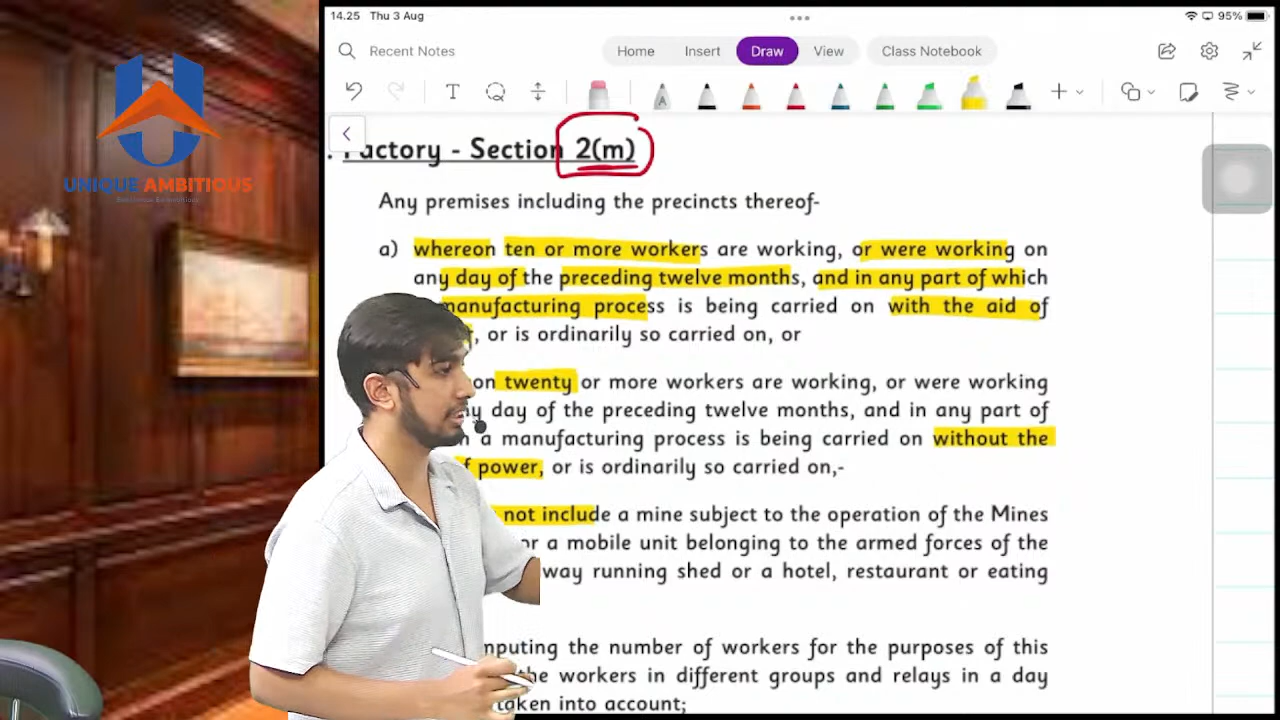 14.25 Thu 3 Aug
95%
Recent Notes
Home Insert Draw View Class Notebook
UNIQUE AMBITIOUS
Factory - Section 2(m)
Any premises including the precincts thereof-
a) whereon ten or more workers are working, or were working on
any day of the preceding twelve months, and in any part of which
manufacturing process is being carried on with the aid of
, or is ordinarily so carried on, or
on twenty or more workers are working, or were working
day of the preceding twelve months, and in any part of
a manufacturing process is being carried on without the
power, or is ordinarily so carried on,-
not include a mine subject to the operation of the Mines
or a mobile unit belonging to the armed forces of the
way running shed or a hotel, restaurant or eating
mputing the number of workers for the purposes of this
the workers in different groups and relays in a day
taken into account;